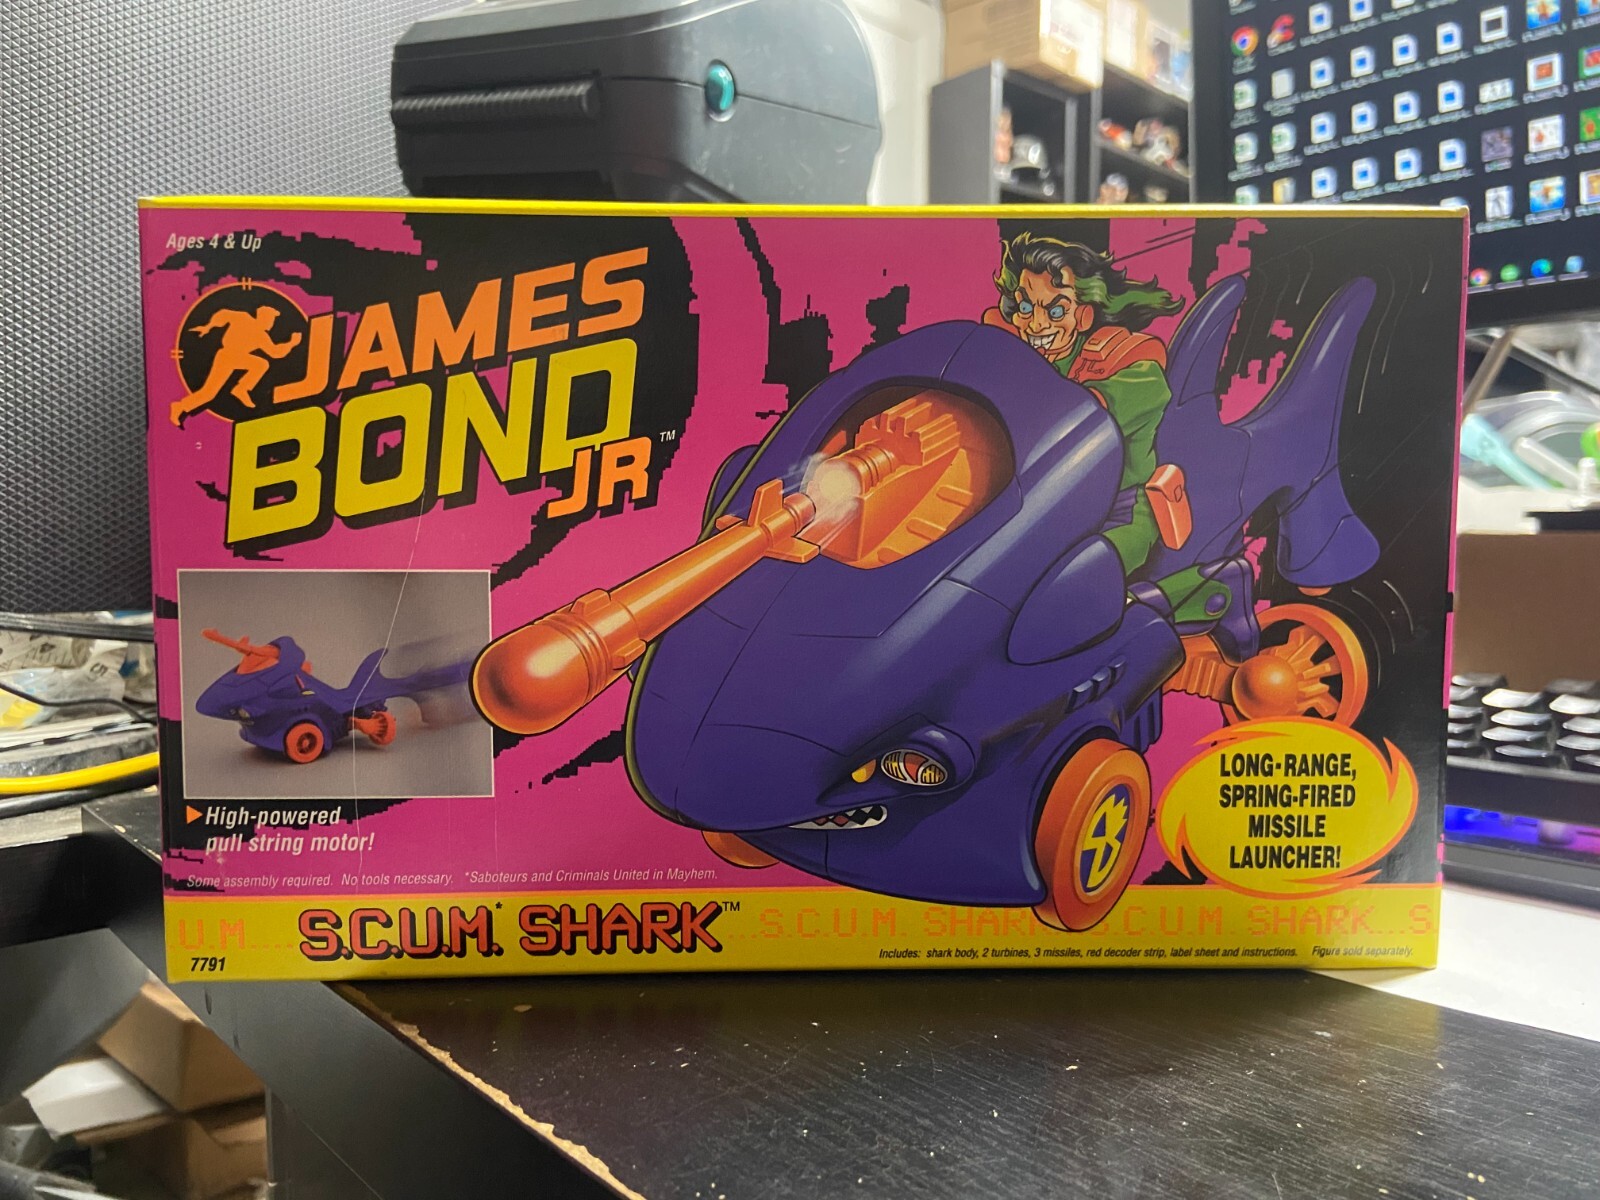 Ages 4 & Up
JAMES
BOND
JR™
High-powered
pull string motor!
LONG-RANGE,
SPRING-FIRED
MISSILE
LAUNCHER!
Some assembly required. No tools necessary. *Saboteurs and Criminals United in Mayhem.
.U.M.....S.C.U.M.* SHARK™...S.C.U.M. SHARK...S.C.U.M. SHARK...S
7791
Includes: shark body, 2 turbines, 3 missiles, red decoder strip, label sheet and instructions. Figure sold separately.